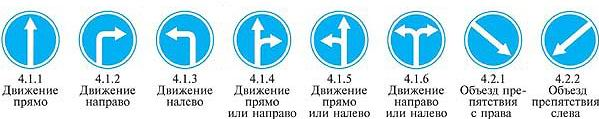 4.1.1
Движение
прямо
4.1.2
Движение
направо
4.1.3
Движение
налево
4.1.4
Движение
прямо
или направо
4.1.5
Движение
прямо
или налево
4.1.6
Движение
направо
или налево
4.2.1
Объезд пре-
пятствия
с права
4.2.2
Объезд
препятствия
слева